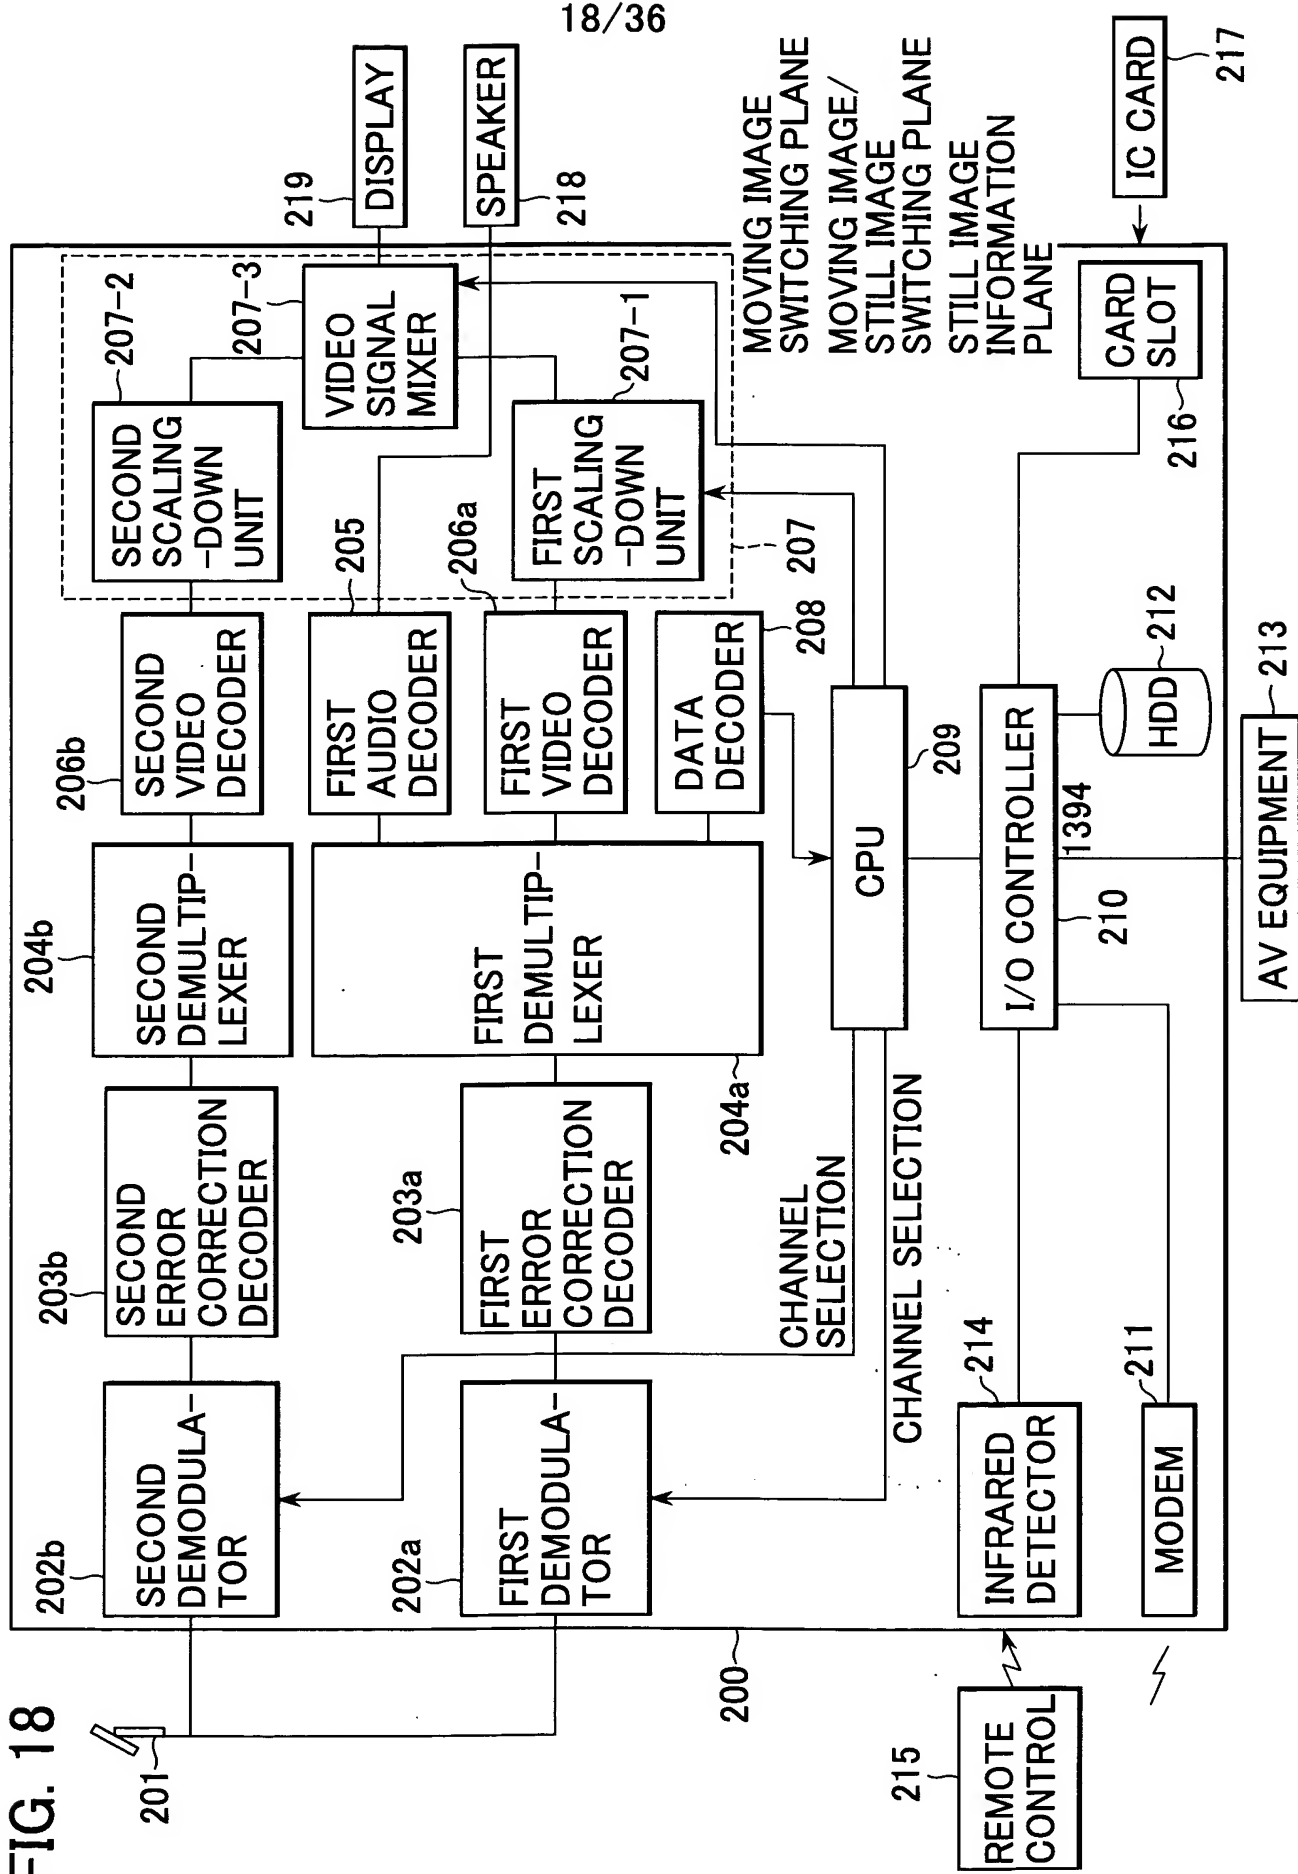 18/36
FIG. 18
201
202b
SECOND
DEMODULA-
TOR
203b
SECOND
ERROR
CORRECTION
DECODER
204b
SECOND
DEMULTIP-
LEXER
206b
SECOND
VIDEO
DECODER
207-2
SECOND
SCALING
-DOWN
UNIT
207-3
VIDEO
SIGNAL
MIXER
219
DISPLAY
SPEAKER
218
205
FIRST
AUDIO
DECODER
202a
FIRST
DEMODULA-
TOR
203a
FIRST
ERROR
CORRECTION
DECODER
204a
FIRST
DEMULTIP-
LEXER
206a
FIRST
VIDEO
DECODER
207-1
FIRST
SCALING
-DOWN
UNIT
207
DATA
DECODER
208
MOVING IMAGE
SWITCHING PLANE
MOVING IMAGE/
STILL IMAGE
SWITCHING PLANE
STILL IMAGE
INFORMATION
PLANE
CHANNEL
SELECTION
CHANNEL SELECTION
CPU
209
200
215
REMOTE
CONTROL
214
INFRARED
DETECTOR
211
MODEM
I/O CONTROLLER
210
1394
HDD
212
AV EQUIPMENT
213
CARD
SLOT
216
IC CARD
217